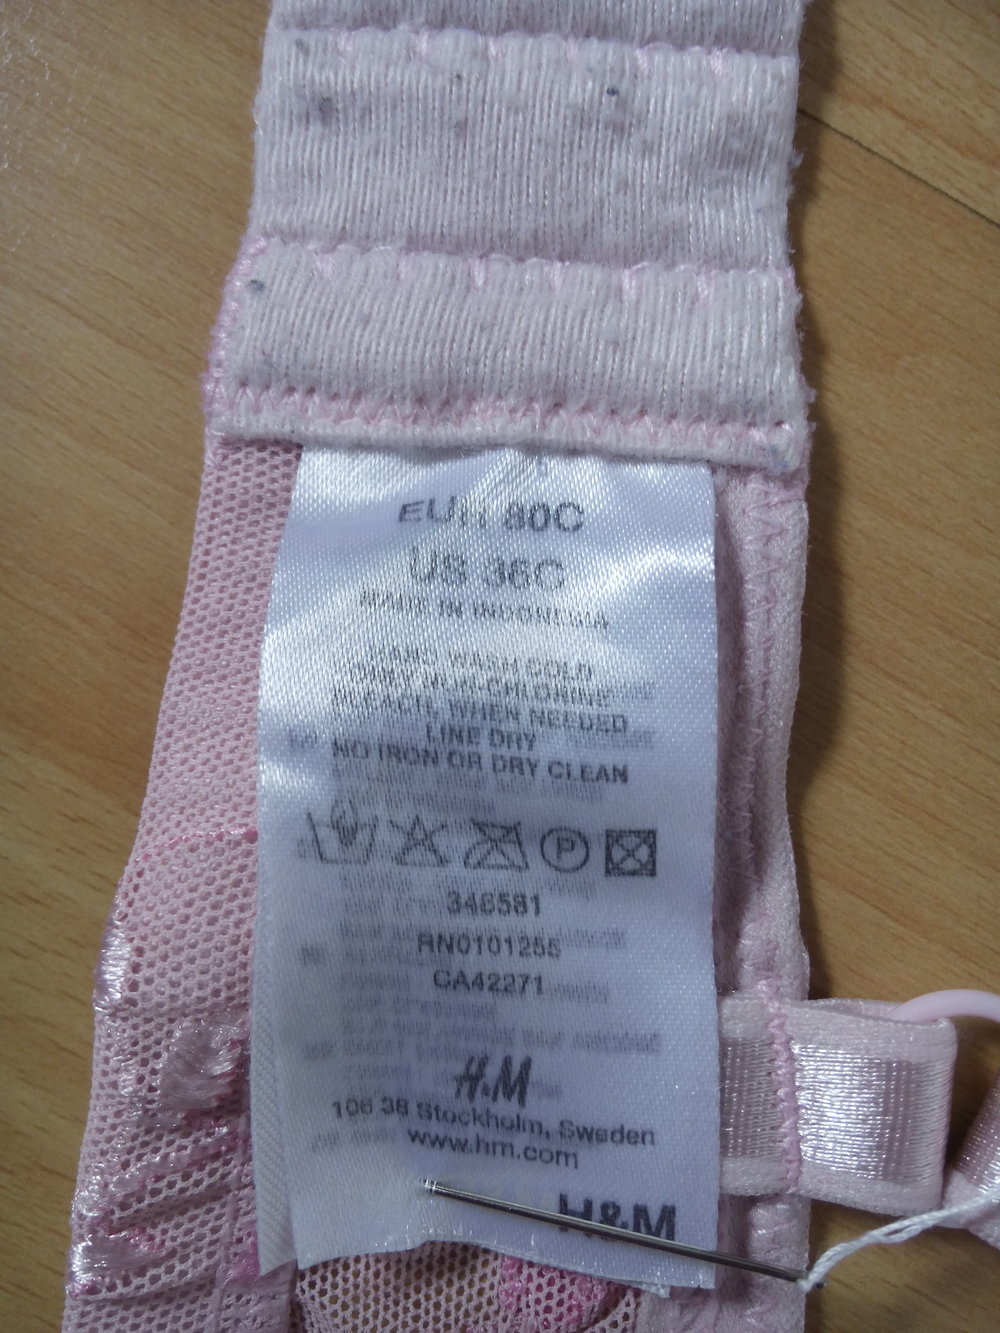 EUR 80C
US 36C
MADE IN INDONESIA
HAND WASH COLD
ONLY NON-CHLORINE
BLEACH, WHEN NEEDED
LINE DRY
NO IRON OR DRY CLEAN
P
346581
RN0101255
CA42271
H&M
106 38 Stockholm, Sweden
www.hm.com
H&M